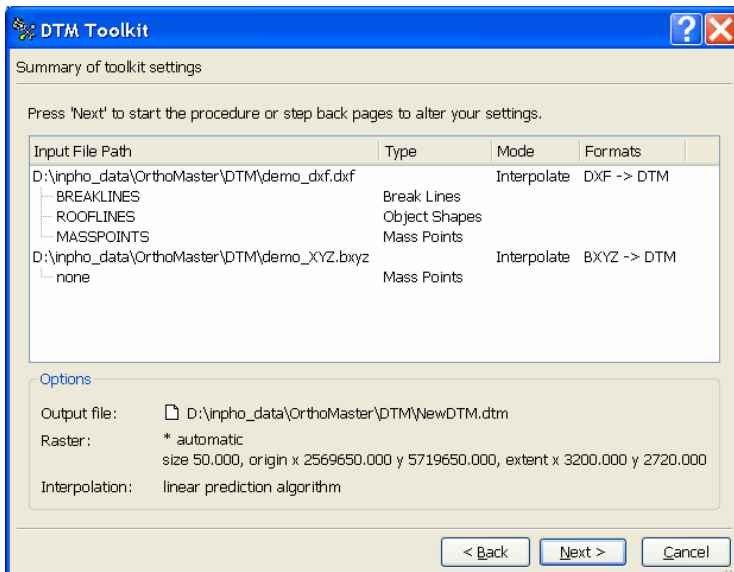 DTM Toolkit
Summary of toolkit settings
Press 'Next' to start the procedure or step back pages to alter your settings.
Input File Path Type Mode Formats
D:\inpho_data\OrthoMaster\DTM\demo_dxf.dxf Interpolate DXF -> DTM
BREAKLINES Break Lines
ROOFLINES Object Shapes
MASSPOINTS Mass Points
D:\inpho_data\OrthoMaster\DTM\demo_XYZ.bxyz Interpolate BXYZ -> DTM
none Mass Points
Options
Output file: D:\inpho_data\OrthoMaster\DTM\NewDTM.dtm
Raster: * automatic
size 50.000, origin x 2569650.000 y 5719650.000, extent x 3200.000 y 2720.000
Interpolation: linear prediction algorithm
< Back Next > Cancel